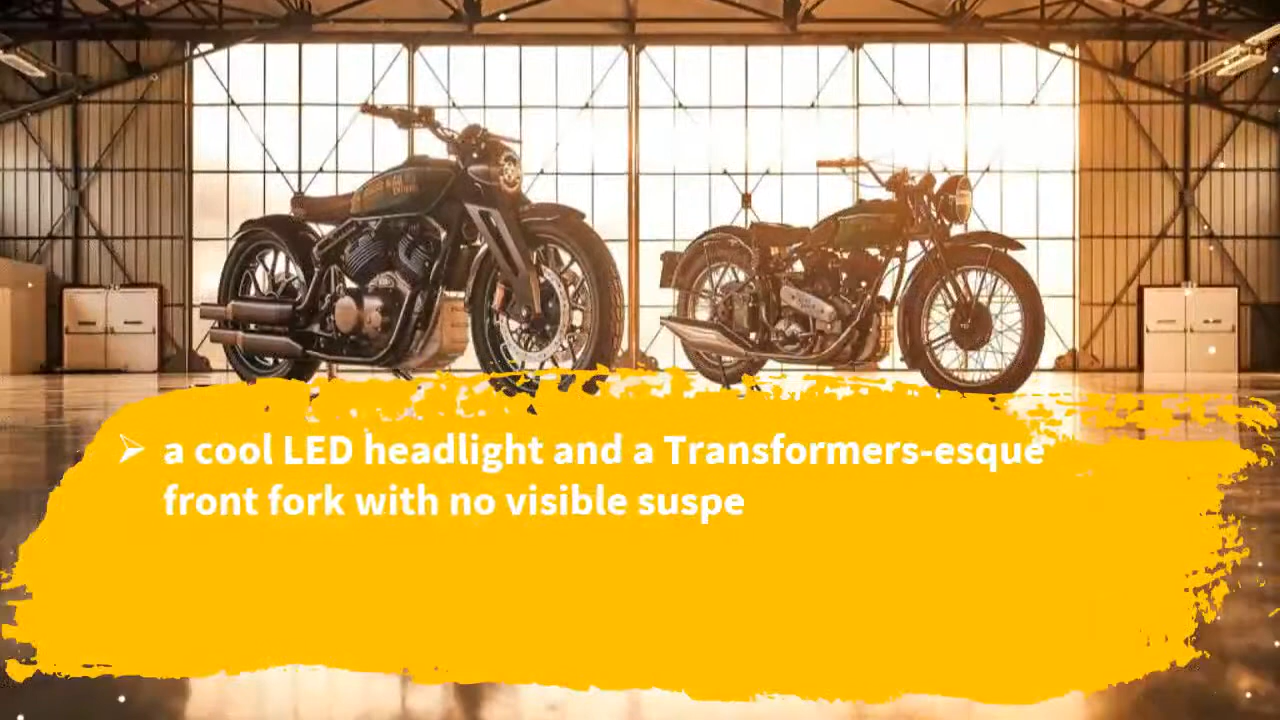 a cool LED headlight and a Transformers-esque
front fork with no visible suspe